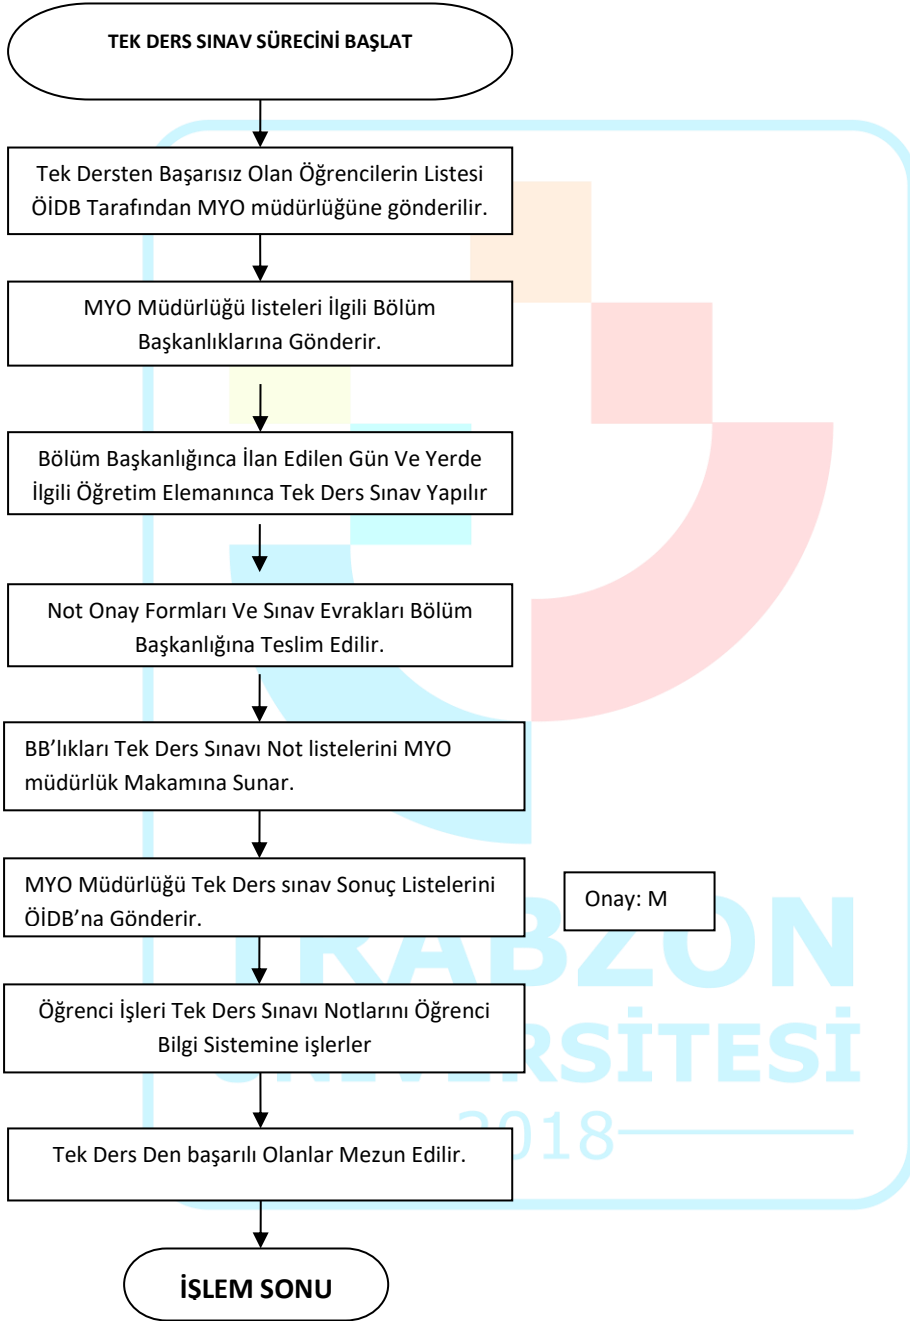 TEK DERS SINAV SÜRECİNİ BAŞLAT
Tek Dersten Başarısız Olan Öğrencilerin Listesi
ÖİDB Tarafından MYO müdürlüğüne gönderilir.
MYO Müdürlüğü listeleri İlgili Bölüm
Başkanlıklarına Gönderir.
Bölüm Başkanlığınca İlan Edilen Gün Ve Yerde
İlgili Öğretim Elemanınca Tek Ders Sınav Yapılır
Not Onay Formları Ve Sınav Evrakları Bölüm
Başkanlığına Teslim Edilir.
BB’lıkları Tek Ders Sınavı Not listelerini MYO
müdürlük Makamına Sunar.
MYO Müdürlüğü Tek Ders sınav Sonuç Listelerini
ÖİDB’na Gönderir.
Onay: M
TRABZON
Öğrenci İşleri Tek Ders Sınavı Notlarını Öğrenci
Bilgi Sistemine işlerler
ÜNİVERSİTESİ
2018
Tek Ders Den başarılı Olanlar Mezun Edilir.
İŞLEM SONU